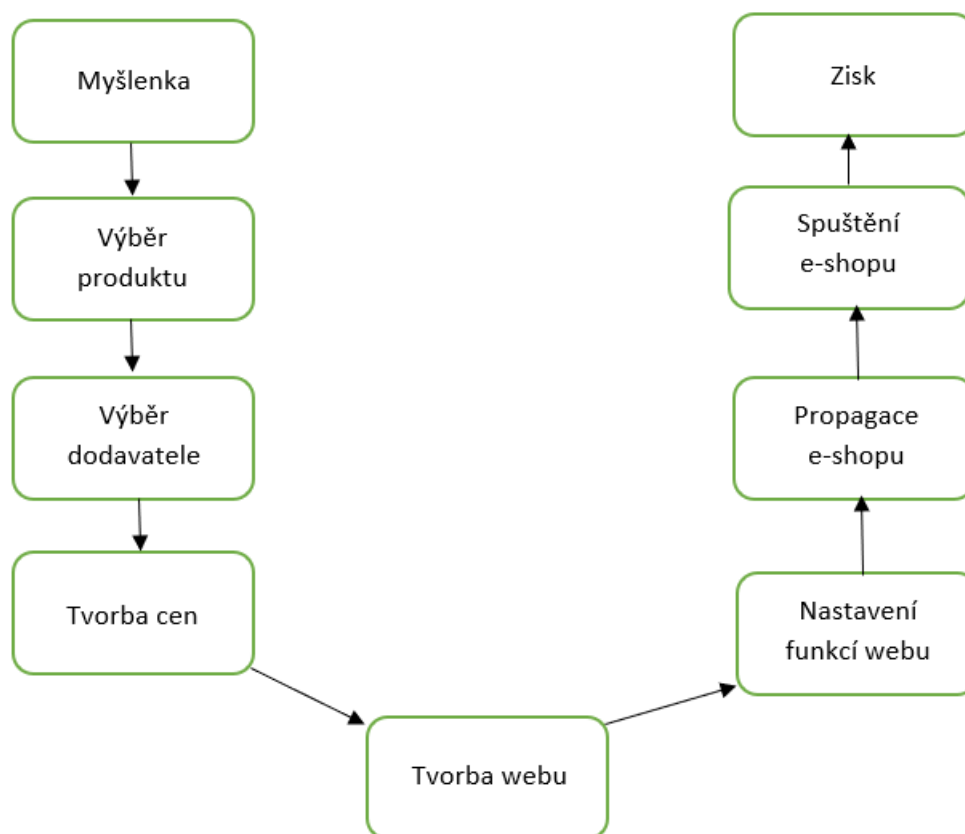 Myšlenka
Výběr
produktu
Výběr
dodavatele
Tvorba cen
Tvorba webu
Nastavení
funkcí webu
Propagace
e-shopu
Spuštění
e-shopu
Zisk